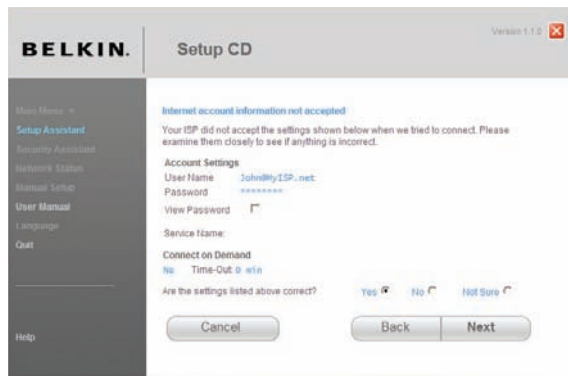 BELKIN.
Setup CD
Version 1.1.0
Main Menu
Setup Assistant
Security Assistant
Network Status
Manual Setup
User Manual
Language
Quit
Help
Internet account information not accepted
Your ISP did not accept the settings shown below when we tried to connect. Please
examine them closely to see if anything is incorrect.
Account Settings
User Name John@MyISP.net
Password ********
View Password
Service Name:
Connect on Demand
No Time-Out 0 min
Are the settings listed above correct? Yes No Not Sure
Cancel Back Next